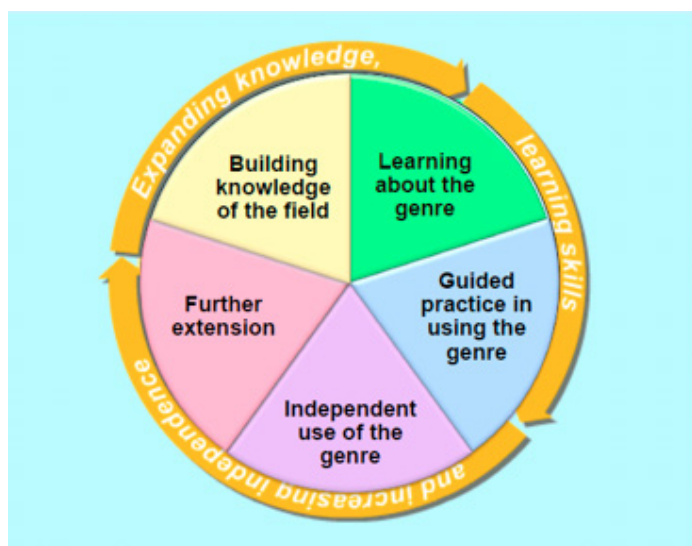 Expanding knowledge,
learning skills
and increasing independence
Building
knowledge
of the field
Learning
about the
genre
Guided
practice in
using the
genre
Independent
use of the
genre
Further
extension